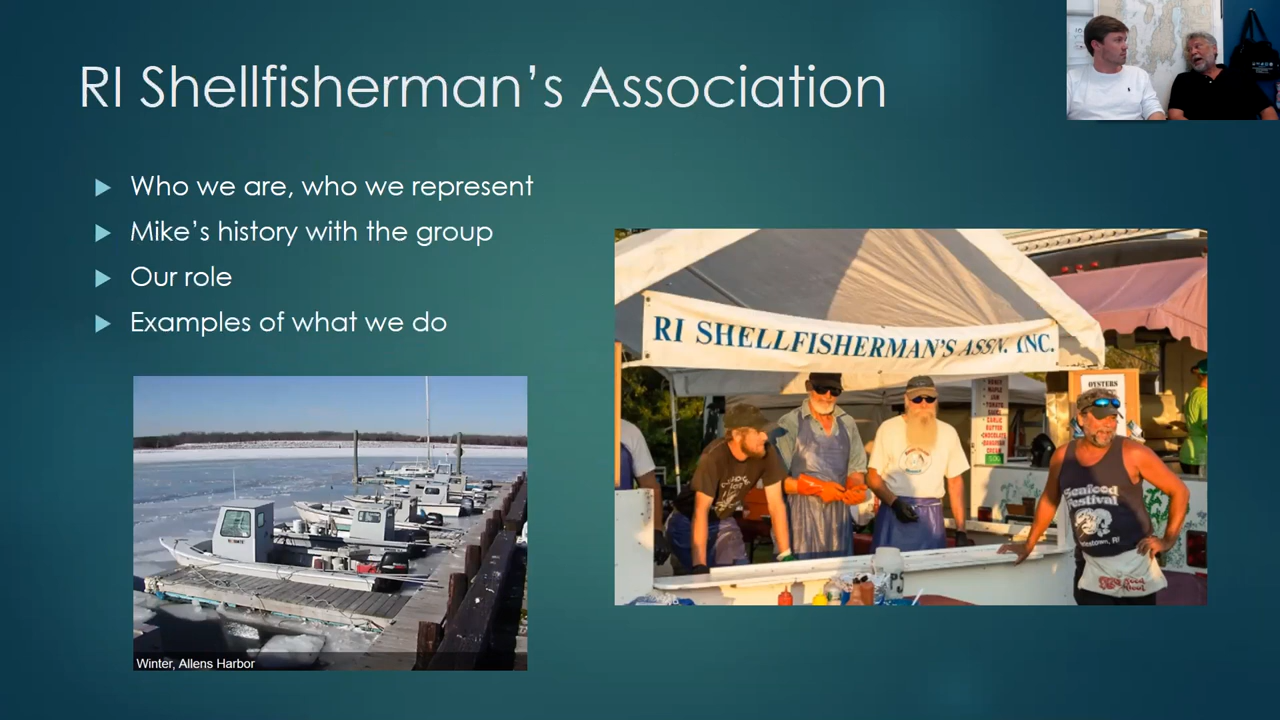 RI Shellfisherman's Association
Who we are, who we represent
Mike's history with the group
Our role
Examples of what we do
RI SHELLFISHERMAN'S ASSN. INC.
OYSTERS
Seafood
Festival
Winter, Allens Harbor